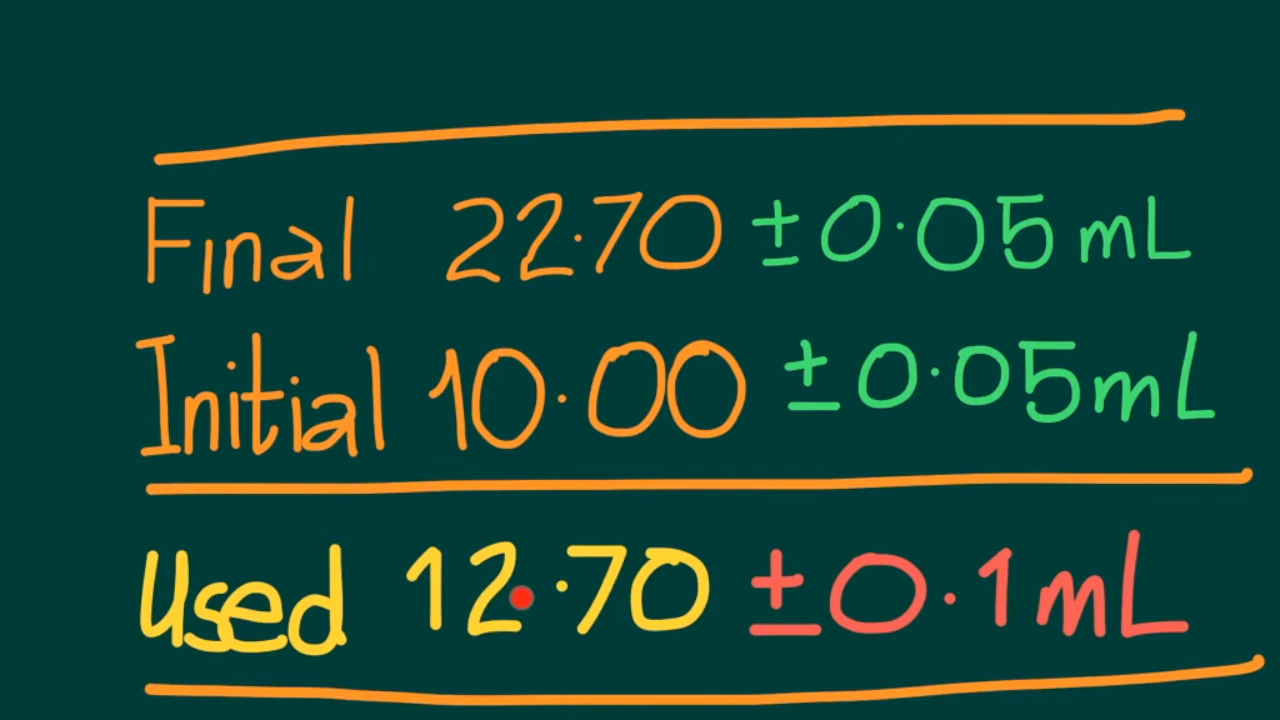 Final 22.70 ±0.05 mL
Initial 10.00 ±0.05 mL
Used 12.70 ±0.1 mL